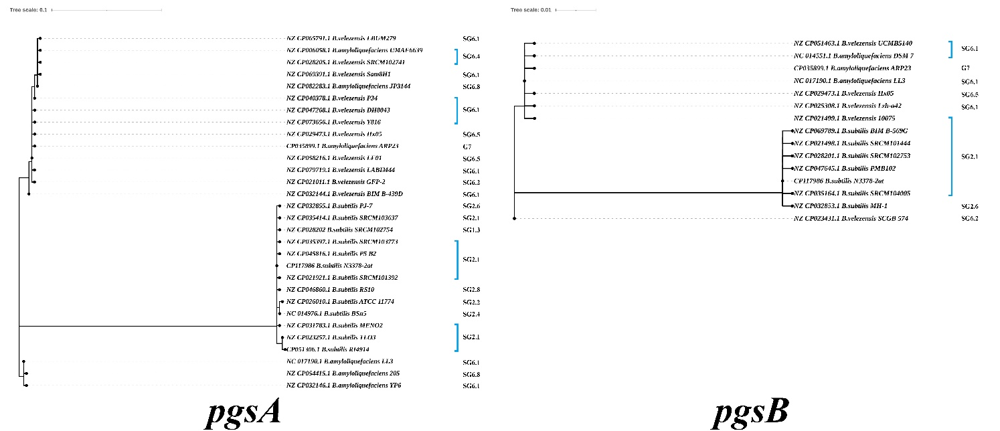 Tree scale: 0.1
NZ CP065791.1 B.velezensis LBUM279 SG6.1
NZ CP006058.1 B.amyloliquefaciens UMAF6639
SG6.4
NZ CP028205.1 B.velezensis SRCM102741
NZ CP069391.1 B.velezensis Sam8H1 SG6.1
NZ CP082283.1 B.amyloliquefaciens JP3144 SG6.8
NZ CP040378.1 B.velezensis P34
NZ CP047268.1 B.velezensis DH8043 SG6.1
NZ CP073656.1 B.velezensis Y816
NZ CP029473.1 B.velezensis Hx05 SG6.5
CP035899.1 B.amyloliquefaciens ARP23 G7
NZ CP058216.1 B.velezensis LF01 SG6.5
NZ CP079719.1 B.velezensis LABIM44 SG6.1
NZ CP021011.1 B.velezensis GFP-2 SG6.2
NZ CP032144.1 B.velezensis BIM B-439D SG6.1
NZ CP032855.1 B.subtilis PJ-7 SG2.6
NZ CP035414.1 B.subtilis SRCM103637 SG2.1
NZ CP028202 B.subtilis SRCM102754 SG1.3
NZ CP035397.1 B.subtilis SRCM103773
NZ CP045816.1 B.subtilis P5 B2
SG2.1
CP117986 B.subtilis N3378-2at
NZ CP021921.1 B.subtilis SRCM101392
NZ CP046860.1 B.subtilis RS10 SG2.8
NZ CP026010.1 B.subtilis ATCC 11774 SG2.2
NC 014976.1 B.subtilis BSn5 SG2.4
NZ CP031783.1 B.subtilis MENO2
NZ CP023257.1 B.subtilis TLO3 SG2.1
CP051306.1 B.subtilis RI4914
NC 017190.1 B.amyloliquefaciens LL3 SG6.1
NZ CP054415.1 B.amyloliquefaciens 205 SG6.8
NZ CP032146.1 B.amyloliquefaciens YP6 SG6.1
pgsA
Tree scale: 0.01
NZ CP051463.1 B.velezensis UCMB5140
SG6.1
NC 014551.1 B.amyloliquefaciens DSM 7
CP035899.1 B.amyloliquefaciens ARP23 G7
NC 017190.1 B.amyloliquefaciens LL3 SG6.1
NZ CP029473.1 B.velezensis Hx05 SG6.5
NZ CP025308.1 B.velezensis Lzh-a42 SG6.1
NZ CP021499.1 B.velezensis 10075
NZ CP069789.1 B.subtilis BIM B-569G
NZ CP021498.1 B.subtilis SRCM101444
NZ CP028201.1 B.subtilis SRCM102753 SG2.1
NZ CP047645.1 B.subtilis PMB102
CP117986 B.subtilis N3378-2at
NZ CP035164.1 B.subtilis SRCM104005
NZ CP032853.1 B.subtilis MH-1 SG2.6
NZ CP023431.1 B.velezensis SCGB 574 SG6.2
pgsB